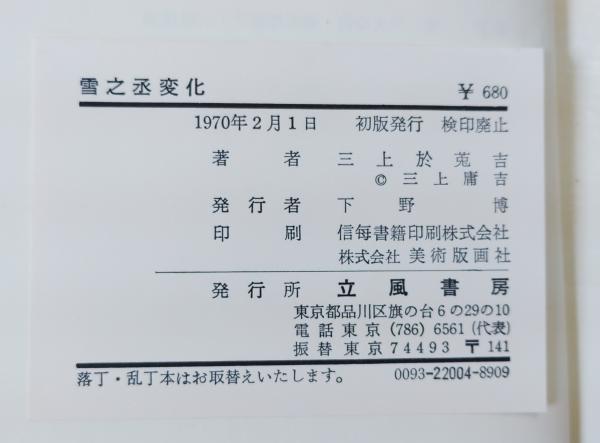 雪之丞変化 ¥ 680
1970年2月1日 初版発行 検印廃止
著者 三上於菟吉
© 三上庸吉
発行者 下野博
印刷 信毎書籍印刷株式会社
株式会社 美術版画社
発行所 立風書房
東京都品川区旗の台6の29の10
電話東京(786)6561(代表)
振替東京74493 〒141
落丁・乱丁本はお取替えいたします。 0093-22004-8909